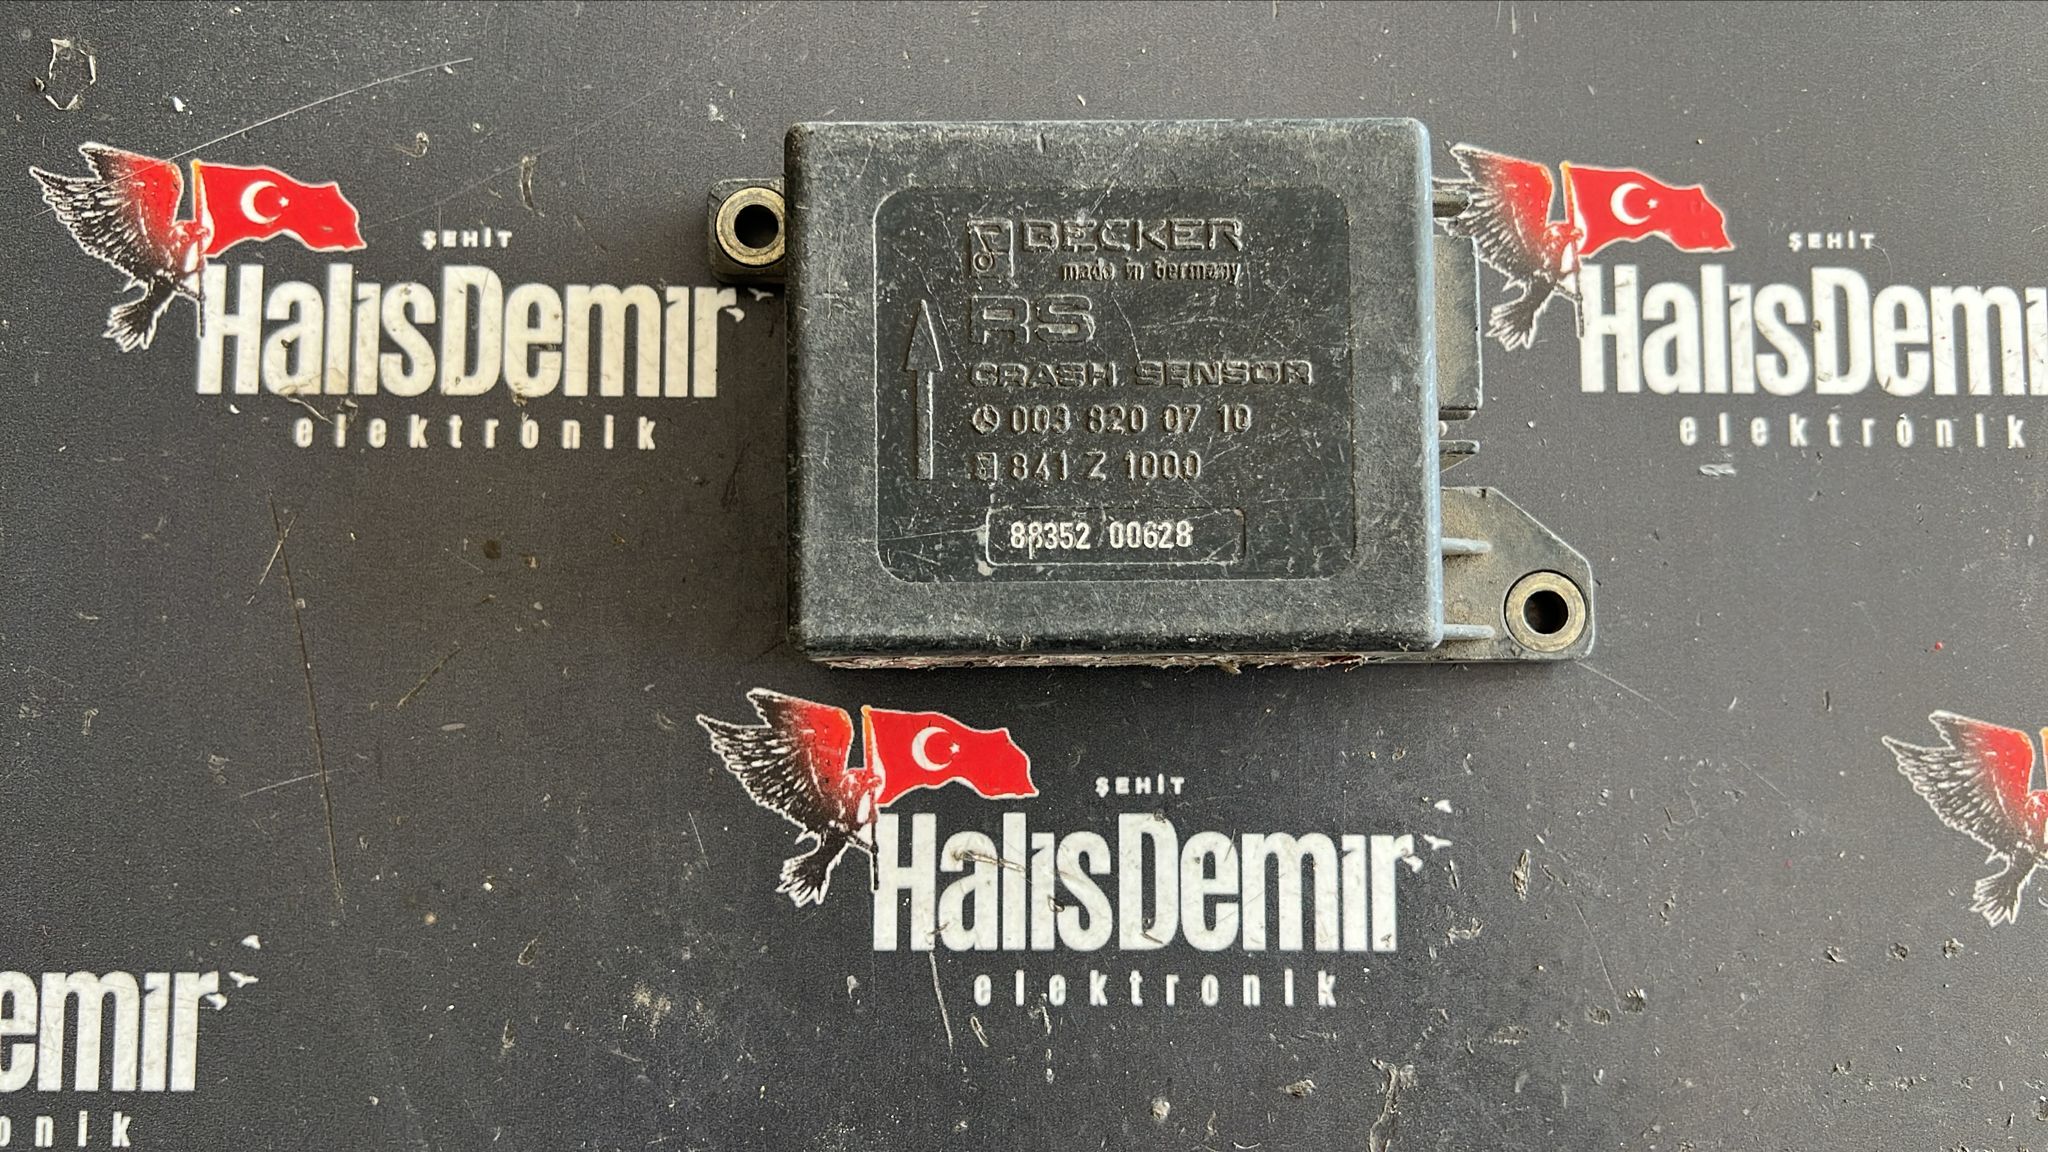 ŞEHİT
HalısDemır
elektronik
BECKER
made in Germany
RS
CRASH SENSOR
003 820 07 10
841 Z 1000
88352 00628
ŞEHİT
HalısDem
elektronik
ŞEHİT
HalısDemır
elektronik
emır
onik